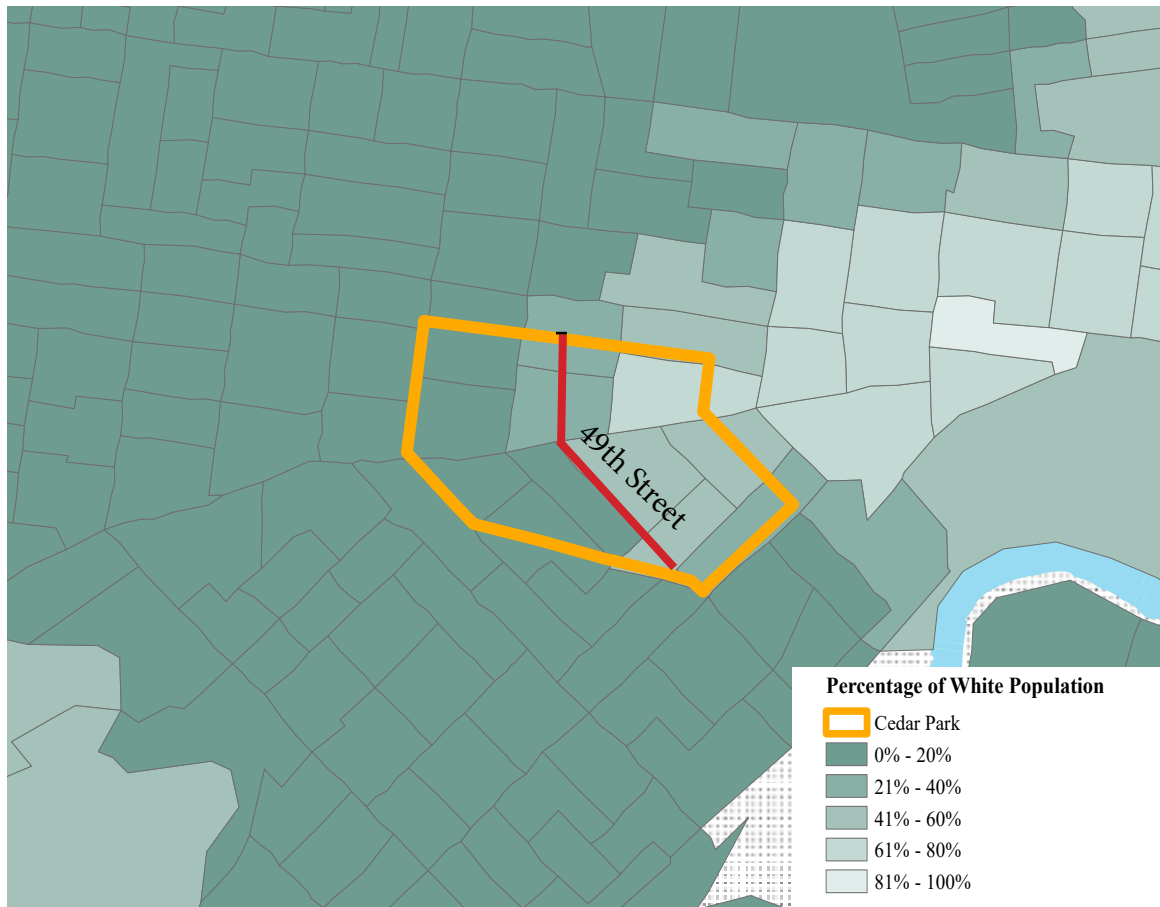 49th Street
Percentage of White Population
Cedar Park
0% - 20%
21% - 40%
41% - 60%
61% - 80%
81% - 100%